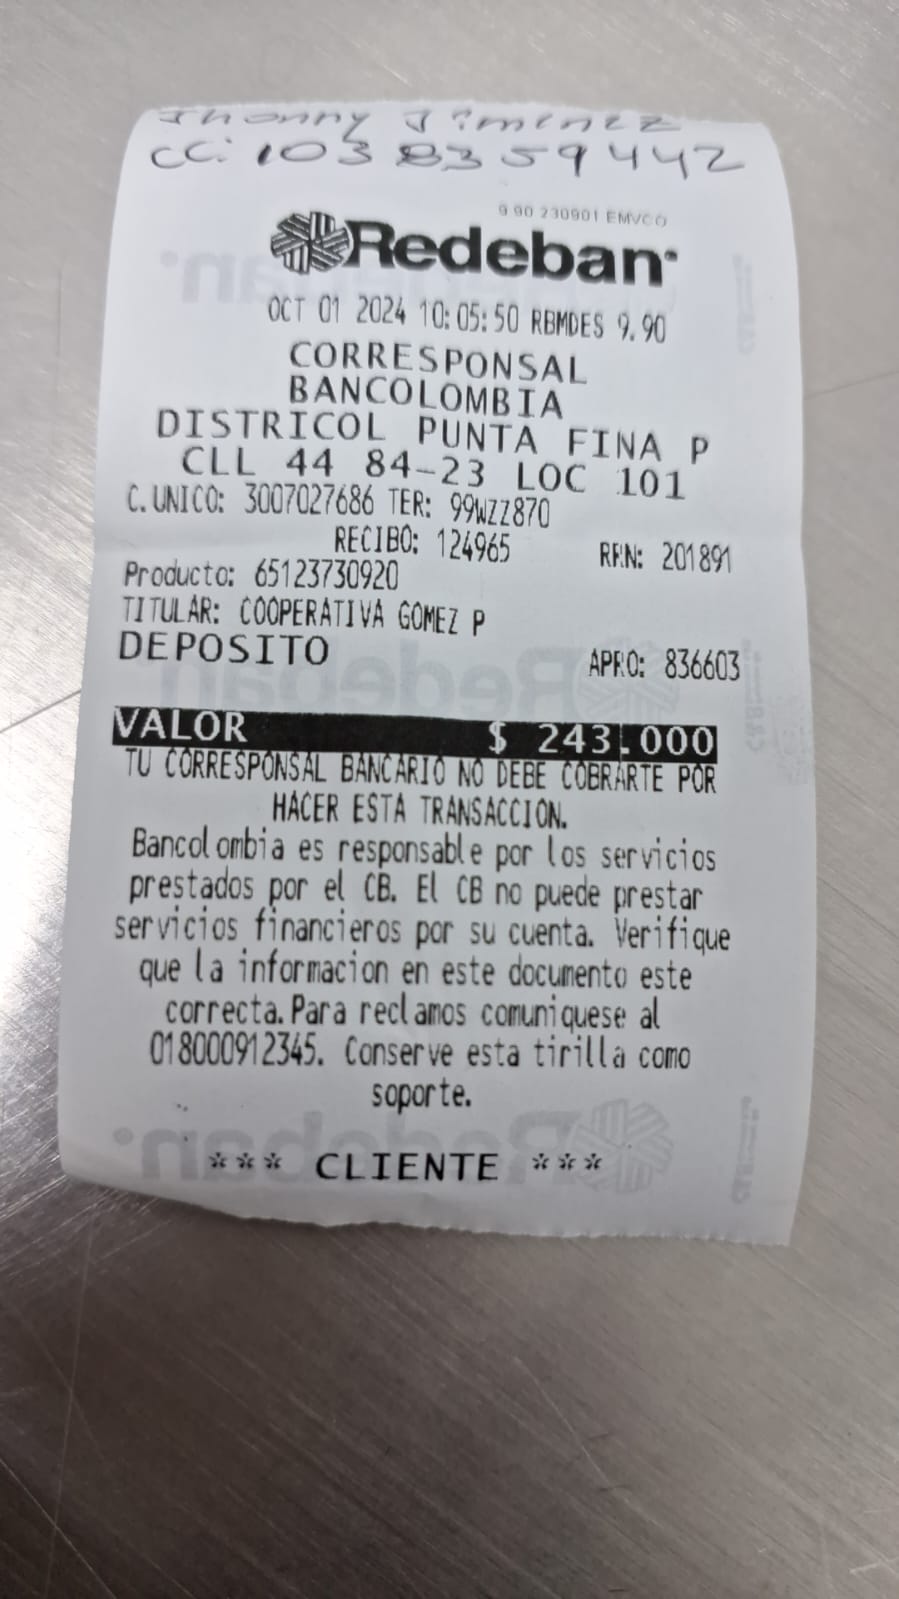 Jhonny Jimenez
CC: 1038359442
9.90 230901 EMVCO
Redeban
OCT 01 2024 10:05:50 RBMDES 9.90
CORRESPONSAL
BANCOLOMBIA
DISTRICOL PUNTA FINA P
CLL 44 84-23 LOC 101
C.UNICO: 3007027686 TER: 99WZZ870
RECIBO: 124965 RRN: 201891
Producto: 65123730920
TITULAR: COOPERATIVA GOMEZ P
DEPOSITO APRO: 836603
VALOR $ 243.000
TU CORRESPONSAL BANCARIO NO DEBE COBRARTE POR
HACER ESTA TRANSACCION.
Bancolombia es responsable por los servicios
prestados por el CB. El CB no puede prestar
servicios financieros por su cuenta. Verifique
que la informacion en este documento este
correcta. Para reclamos comuniquese al
018000912345. Conserve esta tirilla como
soporte.
*** CLIENTE ***